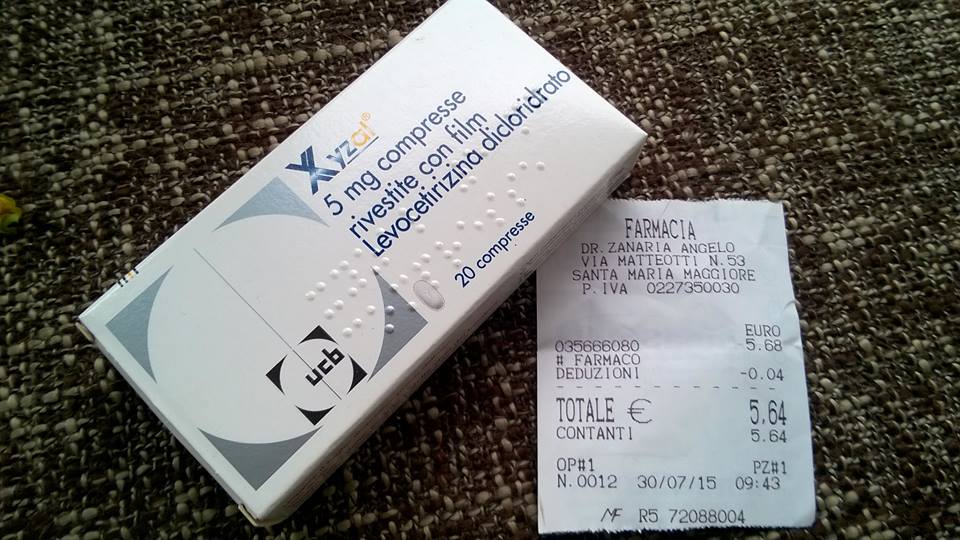 Xyzal®
5 mg compresse
rivestite con film
Levocetirizina dicloridrato
20 compresse
ucb
FARMACIA
DR.ZANARIA ANGELO
VIA MATTEOTTI N.53
SANTA MARIA MAGGIORE
P.IVA 0227350030
EURO
035666080 5.68
# FARMACO
DEDUZIONI -0.04
TOTALE € 5,64
CONTANTI 5.64
OP#1 PZ#1
N.0012 30/07/15 09:43
MF R5 72088004